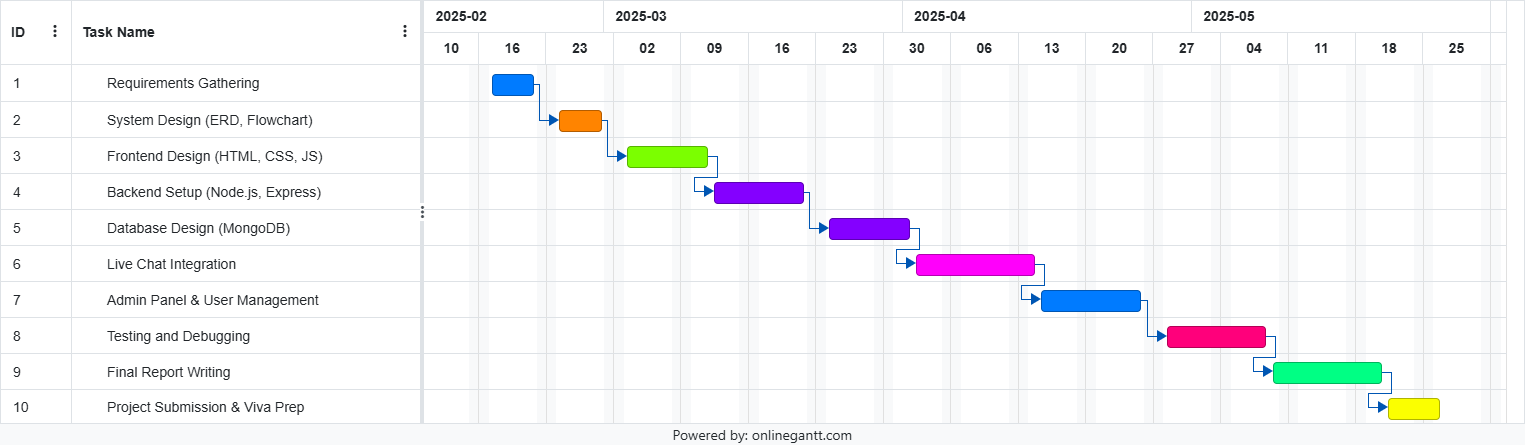 2025-02 2025-03 2025-04 2025-05
ID Task Name
10 16 23 02 09 16 23 30 06 13 20 27 04 11 18 25
1 Requirements Gathering
2 System Design (ERD, Flowchart)
3 Frontend Design (HTML, CSS, JS)
4 Backend Setup (Node.js, Express)
5 Database Design (MongoDB)
6 Live Chat Integration
7 Admin Panel & User Management
8 Testing and Debugging
9 Final Report Writing
10 Project Submission & Viva Prep
Powered by: onlinegantt.com